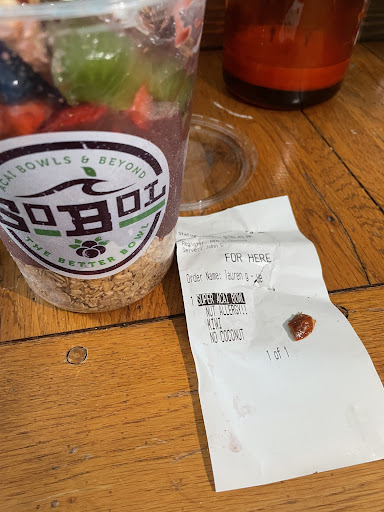 ACAI BOWLS & BEYOND
SOBOL
THE BETTER BOWL
FOR HERE
Order Name: lauren g -
1 SUPER ACAI BOWL
NUT ALLERGY!!
KIWI
NO COCONUT
1 of 1